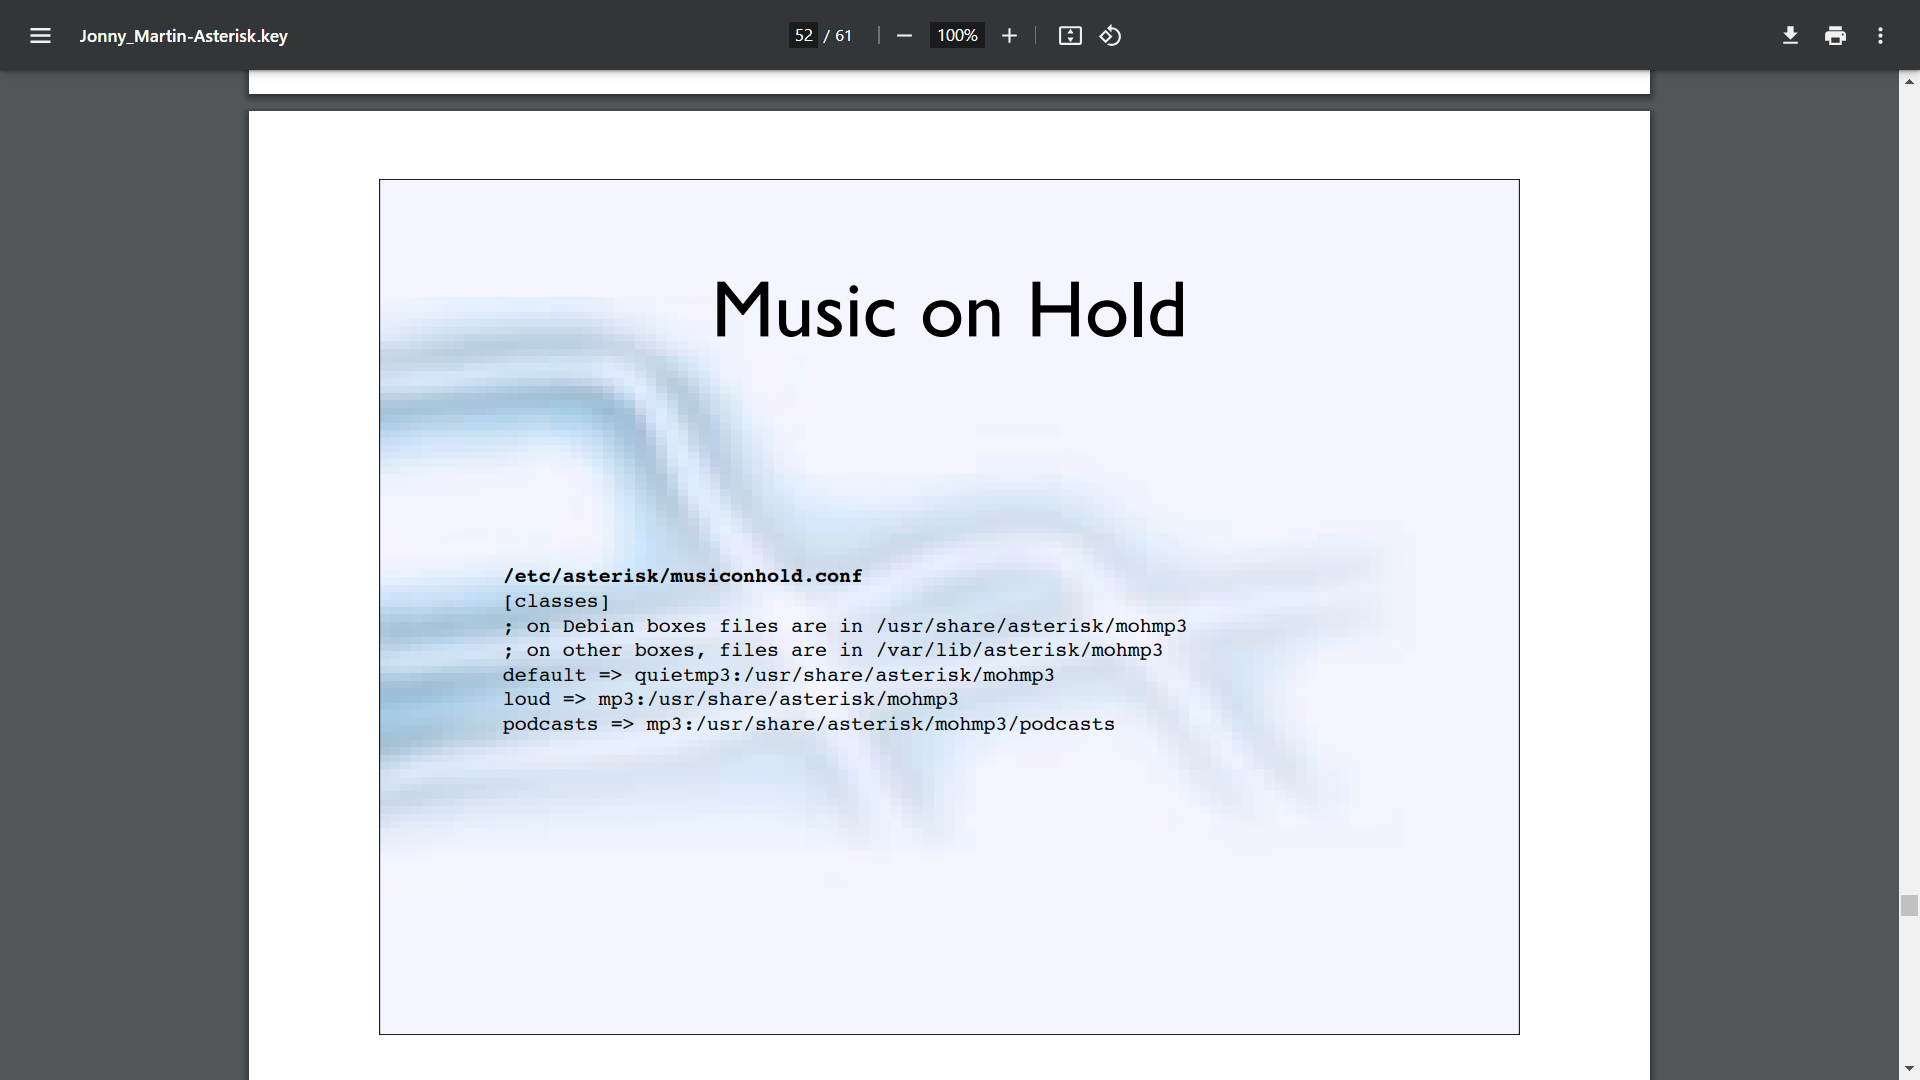 Jonny_Martin-Asterisk.key
52 / 61
100%
Music on Hold
/etc/asterisk/musiconhold.conf
[classes]
; on Debian boxes files are in /usr/share/asterisk/mohmp3
; on other boxes, files are in /var/lib/asterisk/mohmp3
default => quietmp3:/usr/share/asterisk/mohmp3
loud => mp3:/usr/share/asterisk/mohmp3
podcasts => mp3:/usr/share/asterisk/mohmp3/podcasts